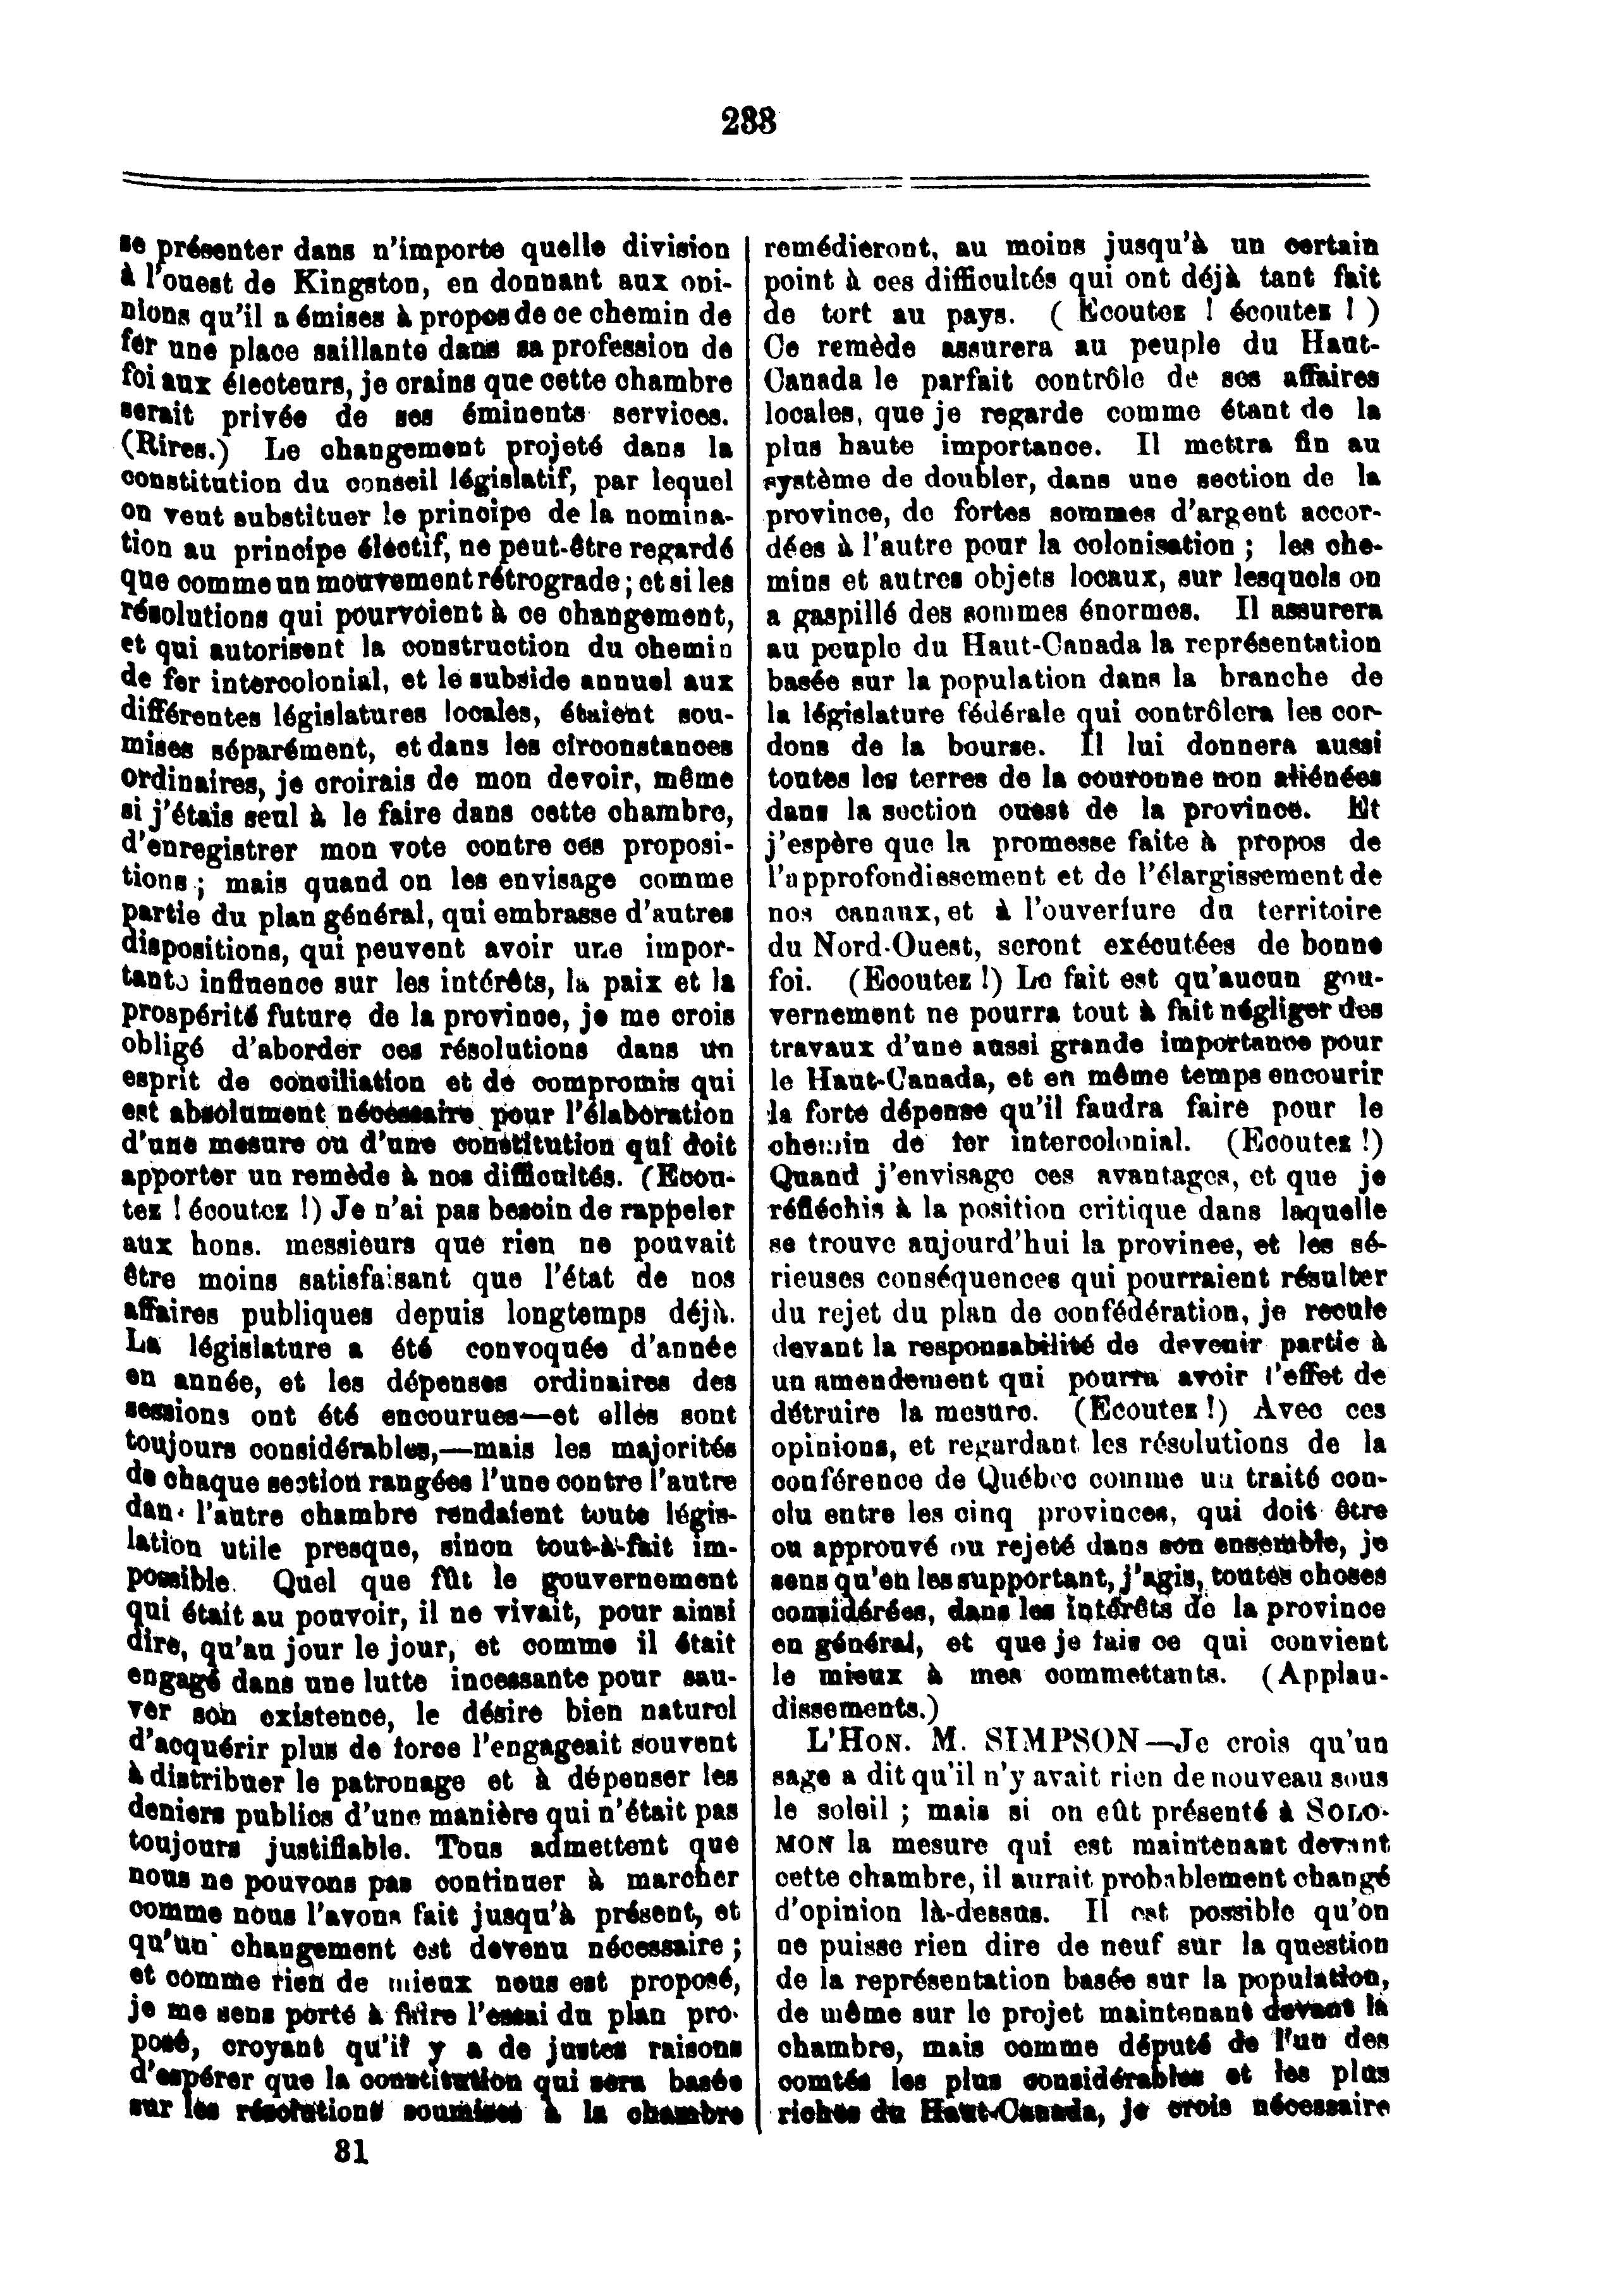 233
se présenter dans n'importe quelle division
à l'ouest de Kingston, en donnant aux opi-
nions qu'il a émises à propos de ce chemin de
fer une place saillante dans sa profession de
foi aux électeurs, je crains que cette chambre
serait privée de ses éminents services.
(Rires.) Le changement projeté dans la
constitution du conseil législatif, par lequel
on veut substituer le principe de la nomina-
tion au principe électif, ne peut-être regardé
que comme un mouvement rétrograde ; et si les
résolutions qui pourvoient à ce changement,
et qui autorisent la construction du chemin
de fer intercolonial, et le subside annuel aux
différentes législatures locales, étaient sou-
mises séparément, et dans les circonstances
ordinaires, je croirais de mon devoir, même
si j'étais seul à le faire dans cette chambre,
d'enregistrer mon vote contre ces proposi-
tions ; mais quand on les envisage comme
partie du plan général, qui embrasse d'autres
dispositions, qui peuvent avoir une impor-
tante influence sur les intérêts, la paix et la
prospérité future de la province, je me crois
obligé d'aborder ces résolutions dans un
esprit de conciliation et de compromis qui
est absolument nécessaire pour l'élaboration
d'une mesure ou d'une constitution qui doit
apporter un remède à nos difficultés. (Ecou-
tez ! écoutez !) Je n'ai pas besoin de rappeler
aux hons. messieurs que rien ne pouvait
être moins satisfaisant que l'état de nos
affaires publiques depuis longtemps déjà.
La législature a été convoquée d'année
en année, et les dépenses ordinaires des
sessions ont été encourues—et elles sont
toujours considérables,—mais les majorités
de chaque section rangées l'une contre l'autre
dans l'autre chambre rendaient toute légis-
lation utile presque, sinon tout-à-fait im-
possible. Quel que fût le gouvernement
qui était au pouvoir, il ne vivait, pour ainsi
dire, qu'au jour le jour, et comme il était
engagé dans une lutte incessante pour sau-
ver son existence, le désire bien naturel
d'acquérir plus de force l'engageait souvent
à distribuer le patronage et à dépenser les
deniers publics d'une manière qui n'était pas
toujours justifiable. Tous admettent que
nous ne pouvons pas continuer à marcher
comme nous l'avons fait jusqu'à présent, et
qu'un changement est devenu nécessaire ;
et comme rien de mieux nous est proposé,
je me sens porté à faire l'essai du plan pro-
posé, croyant qu'il y a de justes raisons
d'espérer que la constitution qui sera basée
sur les résolutions soumises à la chambre
81
remédieront, au moins jusqu'à un certain
point à ces difficultés qui ont déjà tant fait
de tort au pays. ( Ecoutez ! écoutez ! )
Ce remède assurera au peuple du Haut-
Canada le parfait contrôle de ses affaires
locales, que je regarde comme étant de la
plus haute importance. Il mettra fin au
système de doubler, dans une section de la
province, de fortes sommes d'argent accor-
dées à l'autre pour la colonisation ; les che-
mins et autres objets locaux, sur lesquels on
a gaspillé des sommes énormes. Il assurera
au peuple du Haut-Canada la représentation
basée sur la population dans la branche de
la législature fédérale qui contrôlera les cor-
dons de la bourse. Il lui donnera aussi
toutes les terres de la couronne non aliénées
dans la section ouest de la province. Et
j'espère que la promesse faite à propos de
l'approfondissement et de l'élargissement de
nos canaux, et à l'ouverture du territoire
du Nord-Ouest, seront exécutées de bonne
foi. (Ecoutez !) Le fait est qu'aucun gou-
vernement ne pourra tout à fait négliger des
travaux d'une aussi grande importance pour
le Haut-Canada, et en même temps encourir
la forte dépense qu'il faudra faire pour le
chemin de fer intercolonial. (Ecoutez !)
Quand j'envisage ces avantages, et que je
réfléchis à la position critique dans laquelle
se trouve aujourd'hui la province, et les sé-
rieuses conséquences qui pourraient résulter
du rejet du plan de confédération, je recule
devant la responsabilité de devenir partie à
un amendement qui pourra avoir l'effet de
détruire la mesure. (Ecoutez !) Avec ces
opinions, et regardant les résolutions de la
conférence de Québec comme un traité con-
clu entre les cinq provinces, qui doit être
ou approuvé ou rejeté dans son ensemble, je
sens qu'en les supportant, j'agis, toutes choses
considérées, dans les intérêts de la province
en général, et que je fais ce qui convient
le mieux à mes commettants. (Applau-
dissements.)
L'HON. M. SIMPSON—Je crois qu'un
sage a dit qu'il n'y avait rien de nouveau sous
le soleil ; mais si on eût présenté à SOLO-
MON la mesure qui est maintenant devant
cette chambre, il aurait probablement changé
d'opinion là-dessus. Il est possible qu'on
ne puisse rien dire de neuf sur la question
de la représentation basée sur la population,
de même sur le projet maintenant devant la
chambre, mais comme député de l'un des
comtés les plus considérables et les plus
riches du Haut-Canada, je crois nécessaire